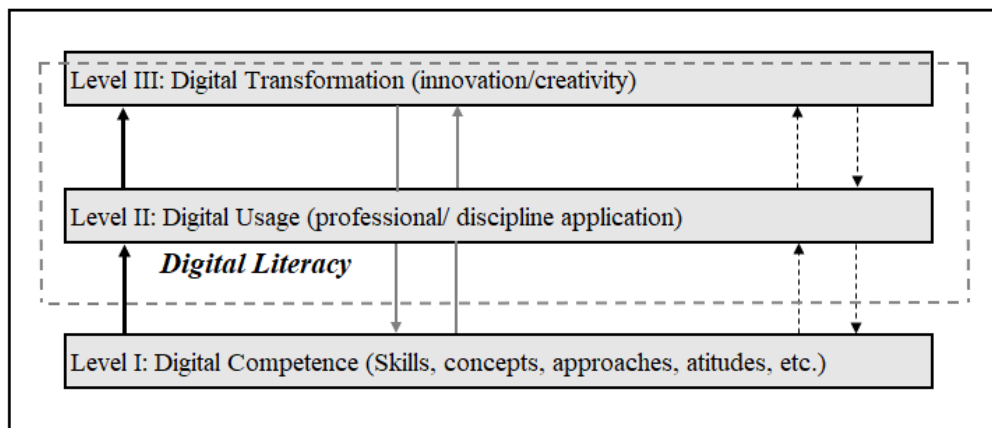 Level III: Digital Transformation (innovation/creativity)
Level II: Digital Usage (professional/ discipline application)
Digital Literacy
Level I: Digital Competence (Skills, concepts, approaches, atitudes, etc.)